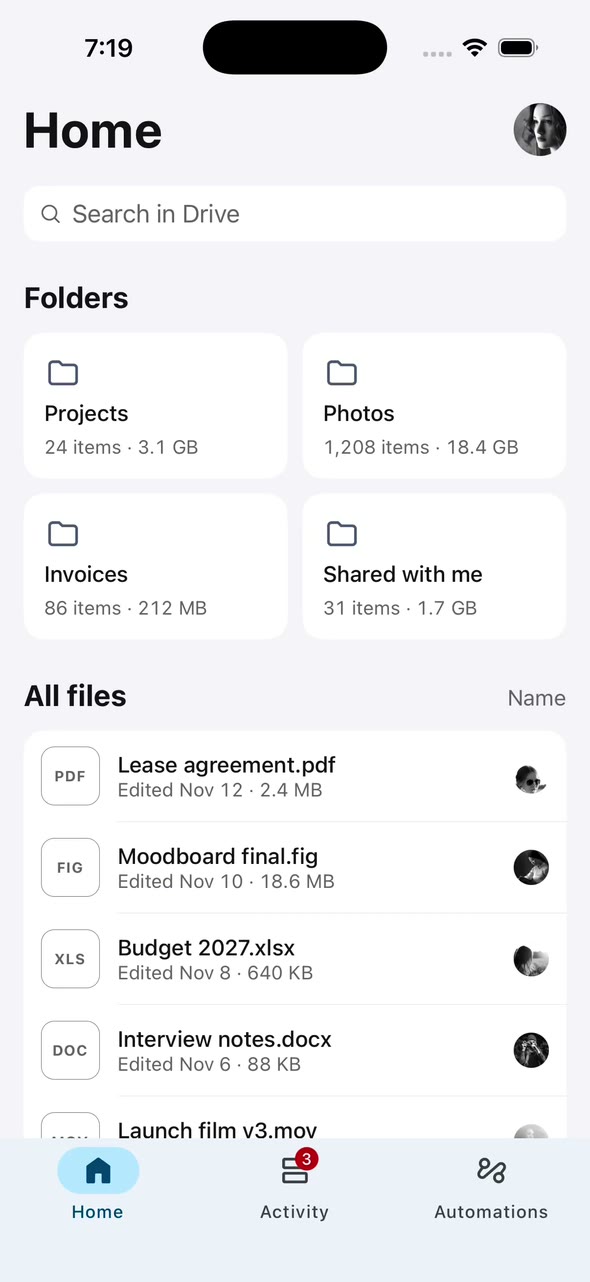 7:19
Home
Search in Drive
Folders
Projects
24 items · 3.1 GB
Photos
1,208 items · 18.4 GB
Invoices
86 items · 212 MB
Shared with me
31 items · 1.7 GB
All files
Name
PDF
Lease agreement.pdf
Edited Nov 12 · 2.4 MB
FIG
Moodboard final.fig
Edited Nov 10 · 18.6 MB
XLS
Budget 2027.xlsx
Edited Nov 8 · 640 KB
DOC
Interview notes.docx
Edited Nov 6 · 88 KB
Launch film v3.mov
3
Home
Activity
Automations